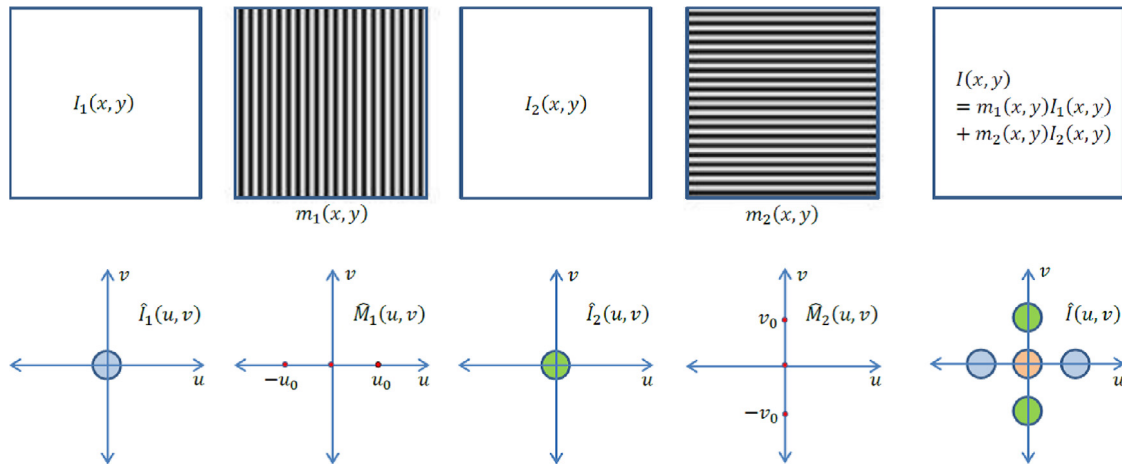 I₁(x, y)
m₁(x, y)
I₂(x, y)
m₂(x, y)
I(x, y)
= m₁(x, y)I₁(x, y)
+ m₂(x, y)I₂(x, y)
v
Î₁(u, v)
u
v
M̂₁(u, v)
−u₀
u₀
u
v
Î₂(u, v)
u
v
v₀
M̂₂(u, v)
u
−v₀
v
Î(u, v)
u